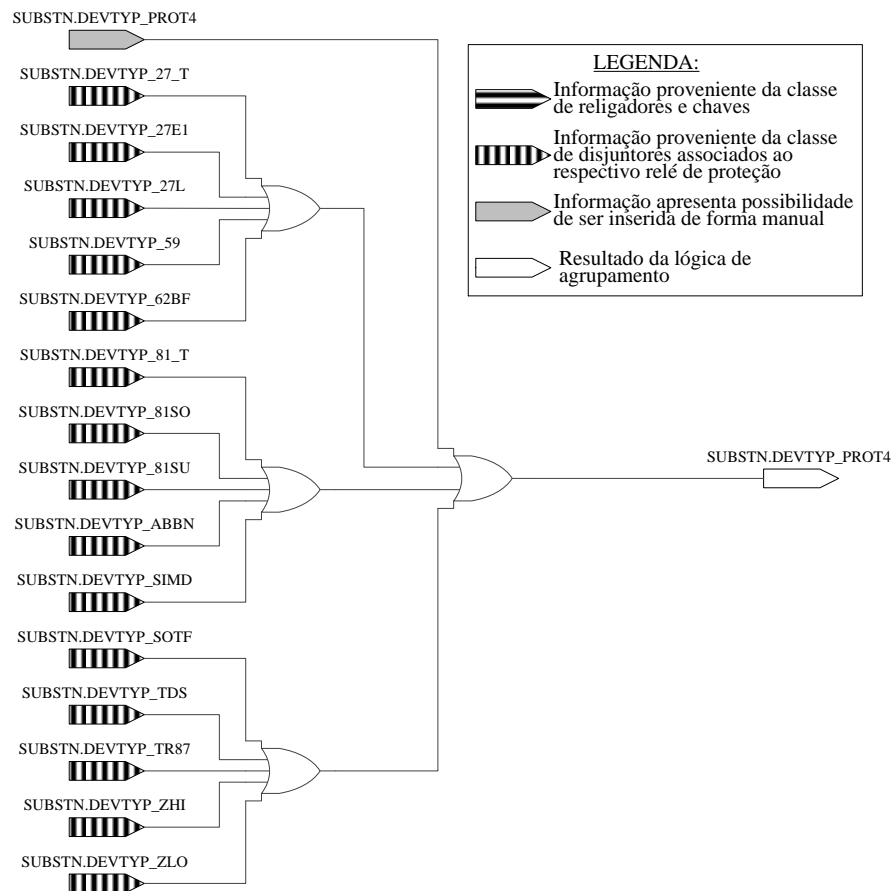 SUBSTN.DEVTYP_PROT4
SUBSTN.DEVTYP_27_T
SUBSTN.DEVTYP_27E1
SUBSTN.DEVTYP_27L
SUBSTN.DEVTYP_59
SUBSTN.DEVTYP_62BF
SUBSTN.DEVTYP_81_T
SUBSTN.DEVTYP_81SO
SUBSTN.DEVTYP_81SU
SUBSTN.DEVTYP_ABBN
SUBSTN.DEVTYP_SIMD
SUBSTN.DEVTYP_SOTF
SUBSTN.DEVTYP_TDS
SUBSTN.DEVTYP_TR87
SUBSTN.DEVTYP_ZHI
SUBSTN.DEVTYP_ZLO
LEGENDA:
Informação proveniente da classe
de religadores e chaves
Informação proveniente da classe
de disjuntores associados ao
respectivo relé de proteção
Informação apresenta possibilidade
de ser inserida de forma manual
Resultado da lógica de
agrupamento
SUBSTN.DEVTYP_PROT4